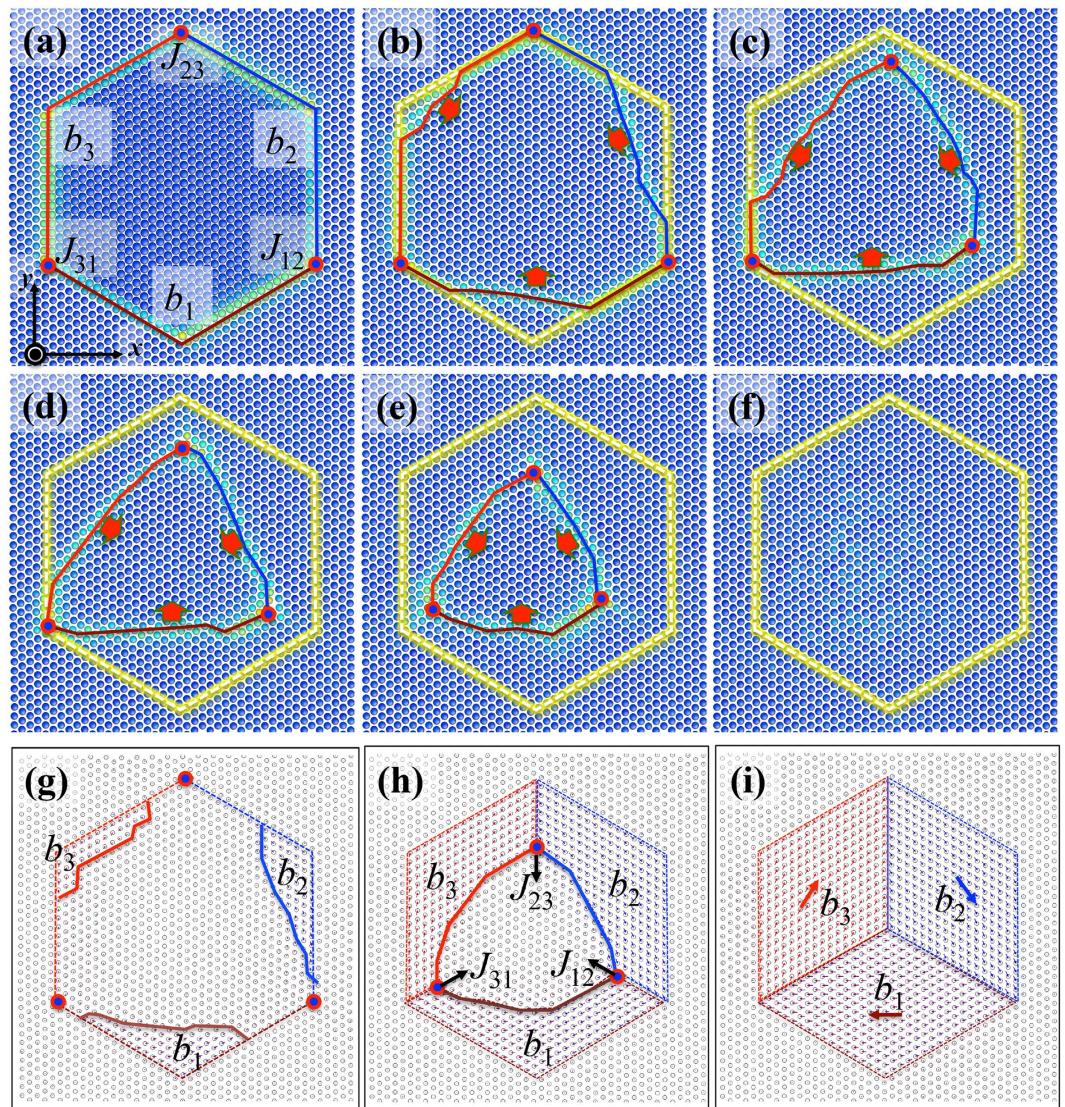 (a)
J₂₃
b₃
b₂
J₃₁
J₁₂
b₁
y
x
(b)
(c)
(d)
(e)
(f)
(g)
b₃
b₂
b₁
(h)
b₃
b₂
J₂₃
J₃₁
J₁₂
b₁
(i)
b₃
b₂
b₁